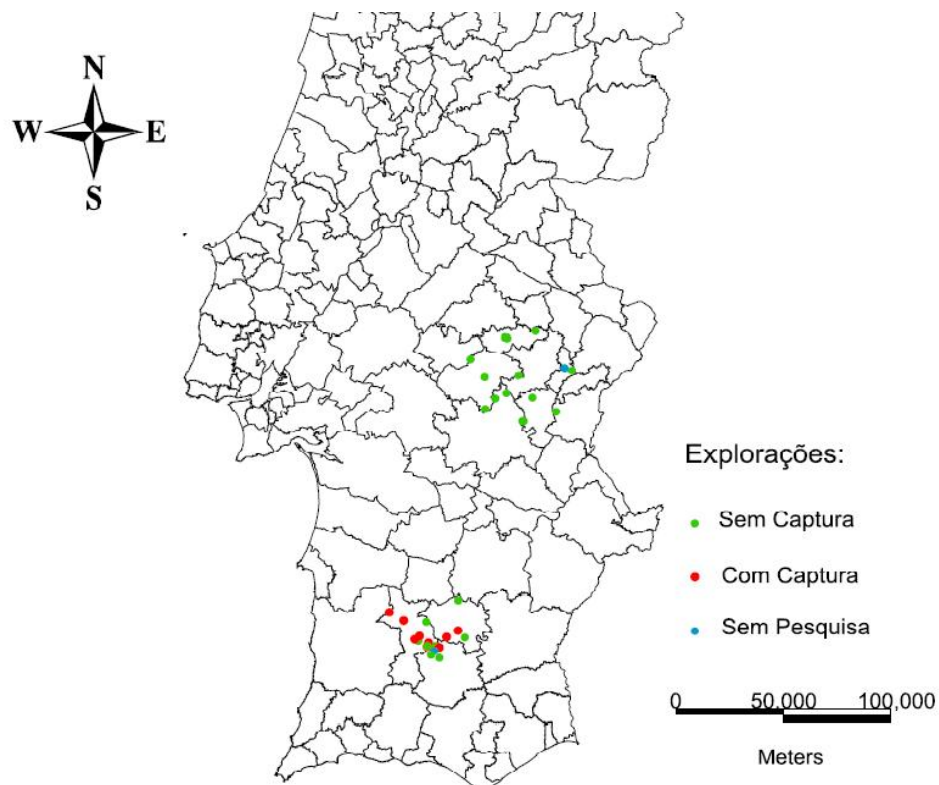 N
W E
S
Explorações:
Sem Captura
Com Captura
Sem Pesquisa
0 50,000 100,000
Meters